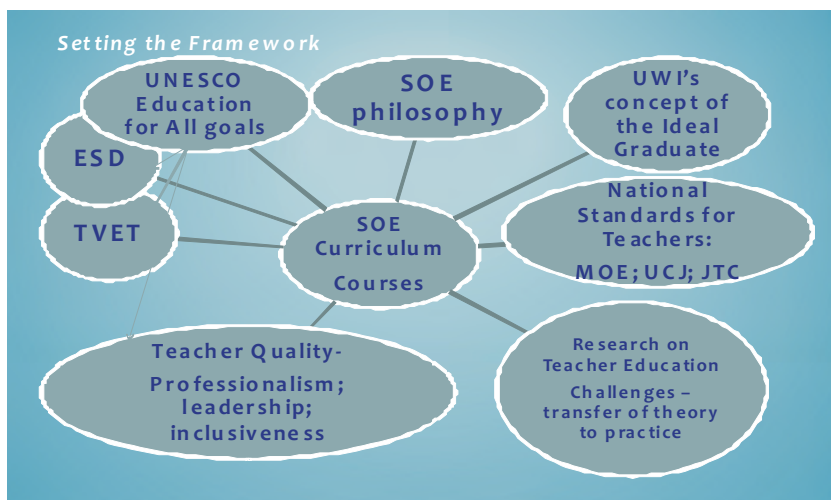 Setting the Framework
UNESCO
Education
for All goals
SOE
philosophy
UWI's
concept of
the Ideal
Graduate
ESD
TVET
SOE
Curriculum
Courses
National
Standards for
Teachers:
MOE; UCJ; JTC
Teacher Quality-
Professionalism;
leadership;
inclusiveness
Research on
Teacher Education
Challenges –
transfer of theory
to practice